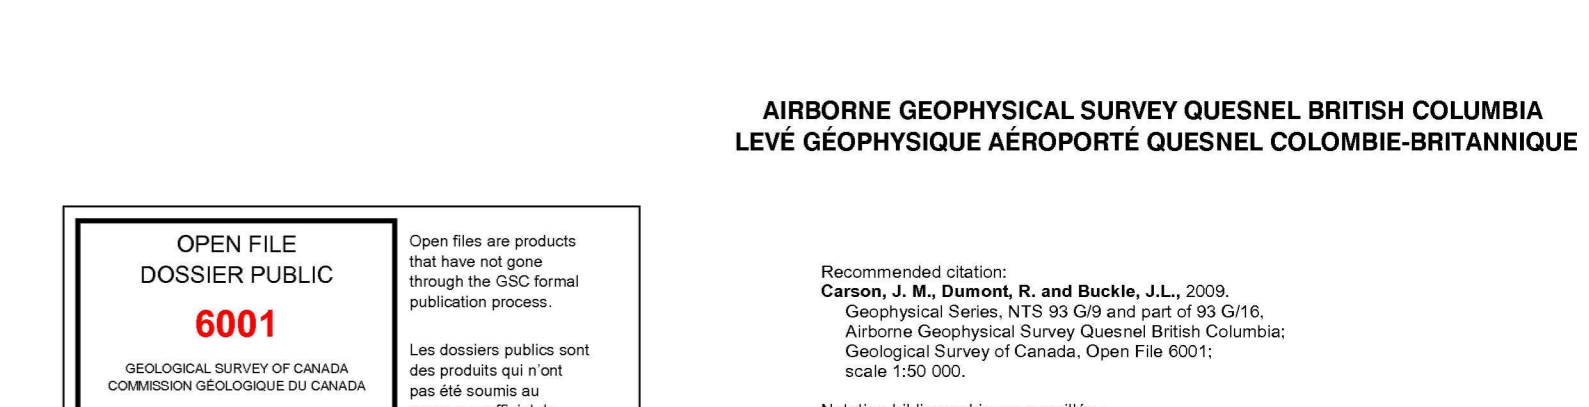 AIRBORNE GEOPHYSICAL SURVEY QUESNEL BRITISH COLUMBIA
LEVÉ GÉOPHYSIQUE AÉROPORTÉ QUESNEL COLOMBIE-BRITANNIQUE
OPEN FILE
DOSSIER PUBLIC
6001
GEOLOGICAL SURVEY OF CANADA
COMMISSION GÉOLOGIQUE DU CANADA
Open files are products
that have not gone
through the GSC formal
publication process.
Les dossiers publics sont
des produits qui n'ont
pas été soumis au
Recommended citation:
Carson, J. M., Dumont, R. and Buckle, J.L., 2009.
Geophysical Series, NTS 93 G/9 and part of 93 G/16,
Airborne Geophysical Survey Quesnel British Columbia;
Geological Survey of Canada, Open File 6001;
scale 1:50 000.